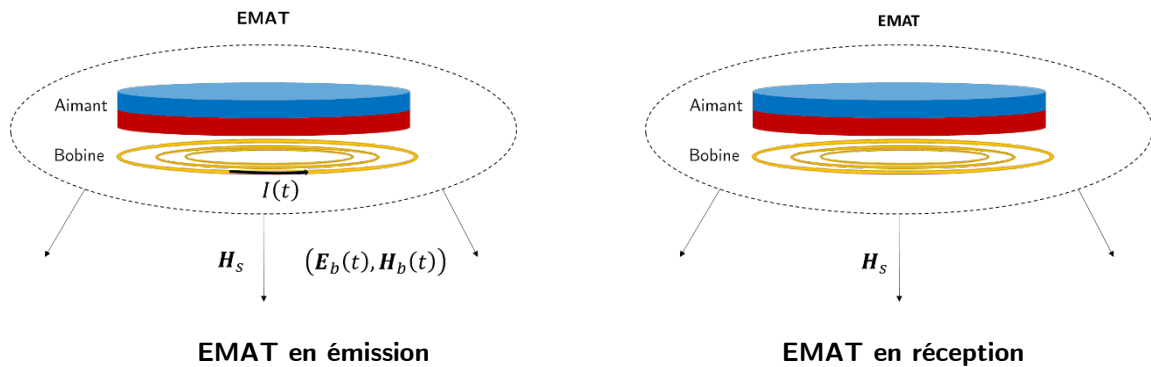 EMAT
Aimant
Bobine
I(t)
H_s
(E_b(t), H_b(t))
EMAT en émission
EMAT
Aimant
Bobine
H_s
EMAT en réception